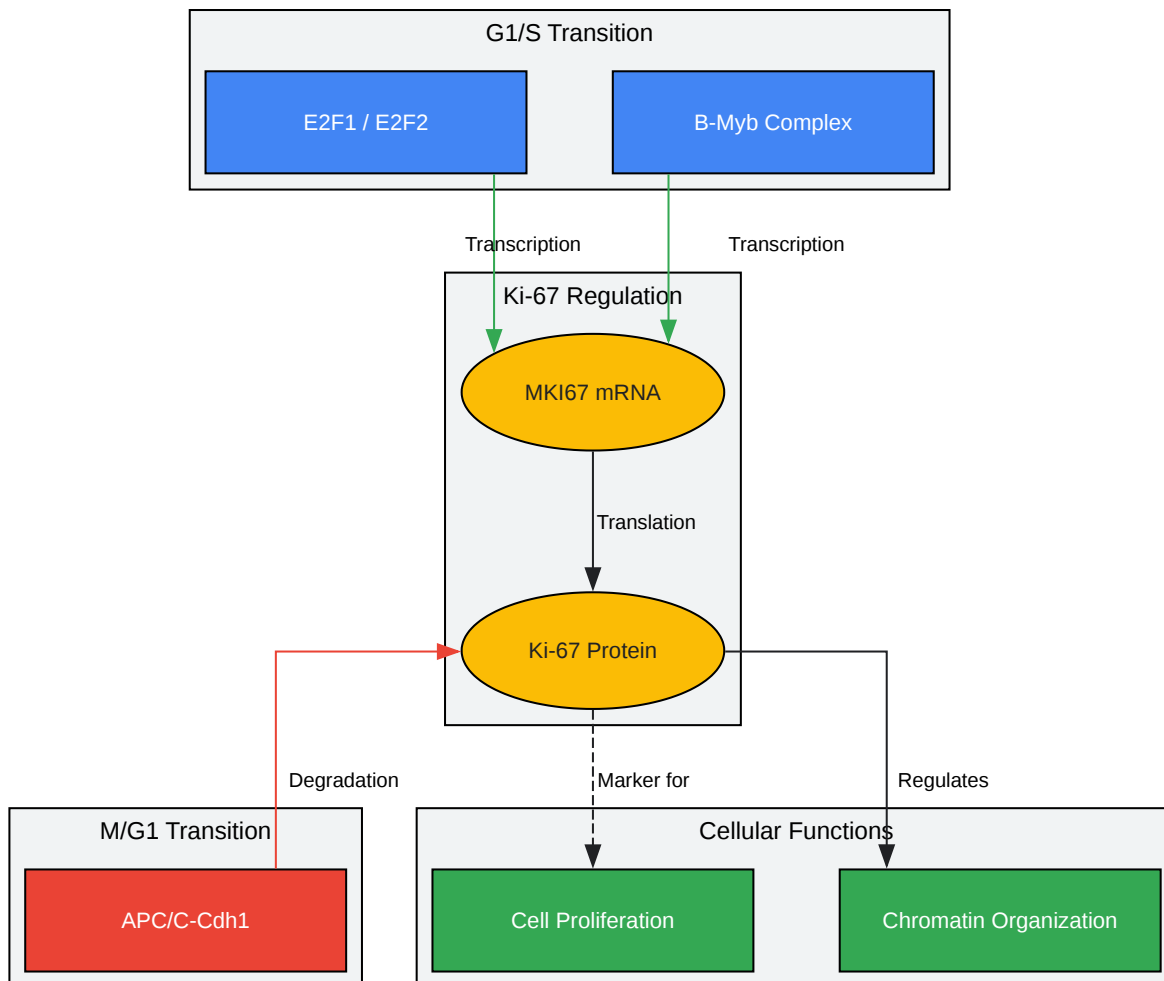 G1/S Transition
E2F1 / E2F2
B-Myb Complex
Transcription
Transcription
Ki-67 Regulation
MKI67 mRNA
Translation
Ki-67 Protein
Degradation
Marker for
Regulates
M/G1 Transition
Cellular Functions
APC/C-Cdh1
Cell Proliferation
Chromatin Organization